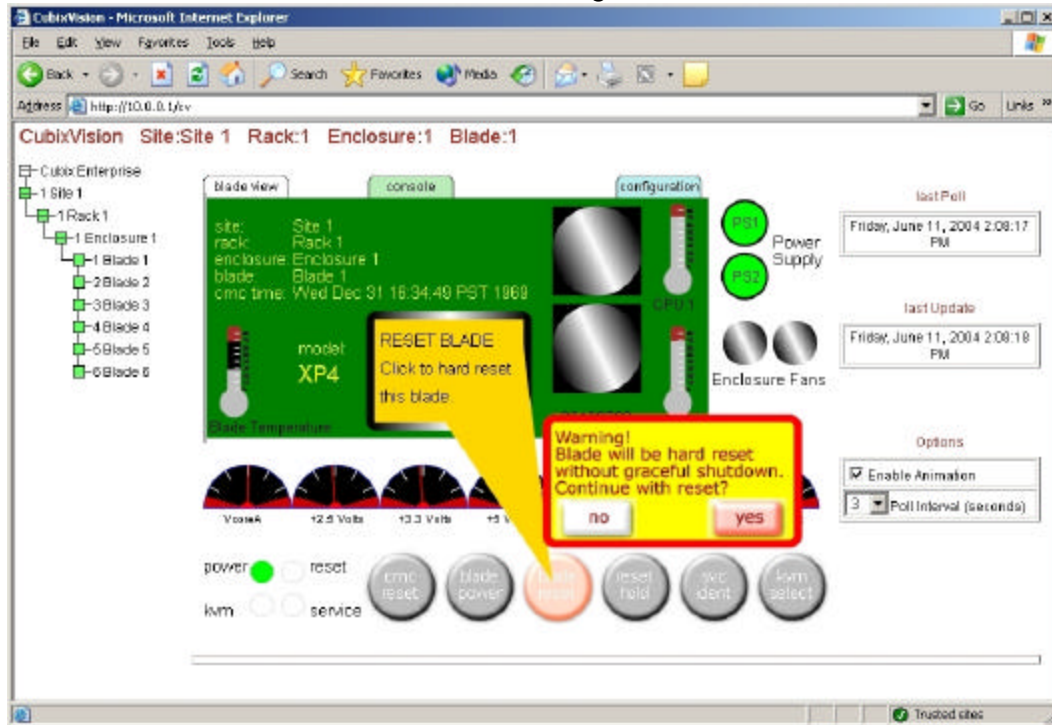 CubixVision - Microsoft Internet Explorer
File Edit View Favorites Tools Help
Back Search Favorites Media
Address http://10.0.0.1/cv Go Links
CubixVision Site:Site 1 Rack:1 Enclosure:1 Blade:1
Cubix Enterprise
1 Site 1
1 Rack 1
1 Enclosure 1
1 Blade 1
2 Blade 2
3 Blade 3
4 Blade 4
5 Blade 5
6 Blade 6
blade view console configuration
site: Site 1
rack: Rack 1
enclosure: Enclosure 1
blade: Blade 1
cmc time: Wed Dec 31 16:34:49 PST 1969
model:
XP4
Blade Temperature
CPU 1
RESET BLADE
Click to hard reset
this blade.
PS1
PS2
Power
Supply
Enclosure Fans
Warning!
Blade will be hard reset
without graceful shutdown.
Continue with reset?
no yes
VcoreA +2.5 Volts +3.3 Volts +5 V
power reset
kvm service
cmc
reset
blade
power
blade
reset
reset
hold
svc
ident
kvm
select
last Poll
Friday, June 11, 2004 2:08:17
PM
last Update
Friday, June 11, 2004 2:08:18
PM
Options
Enable Animation
3 Poll Interval (seconds)
Trusted sites